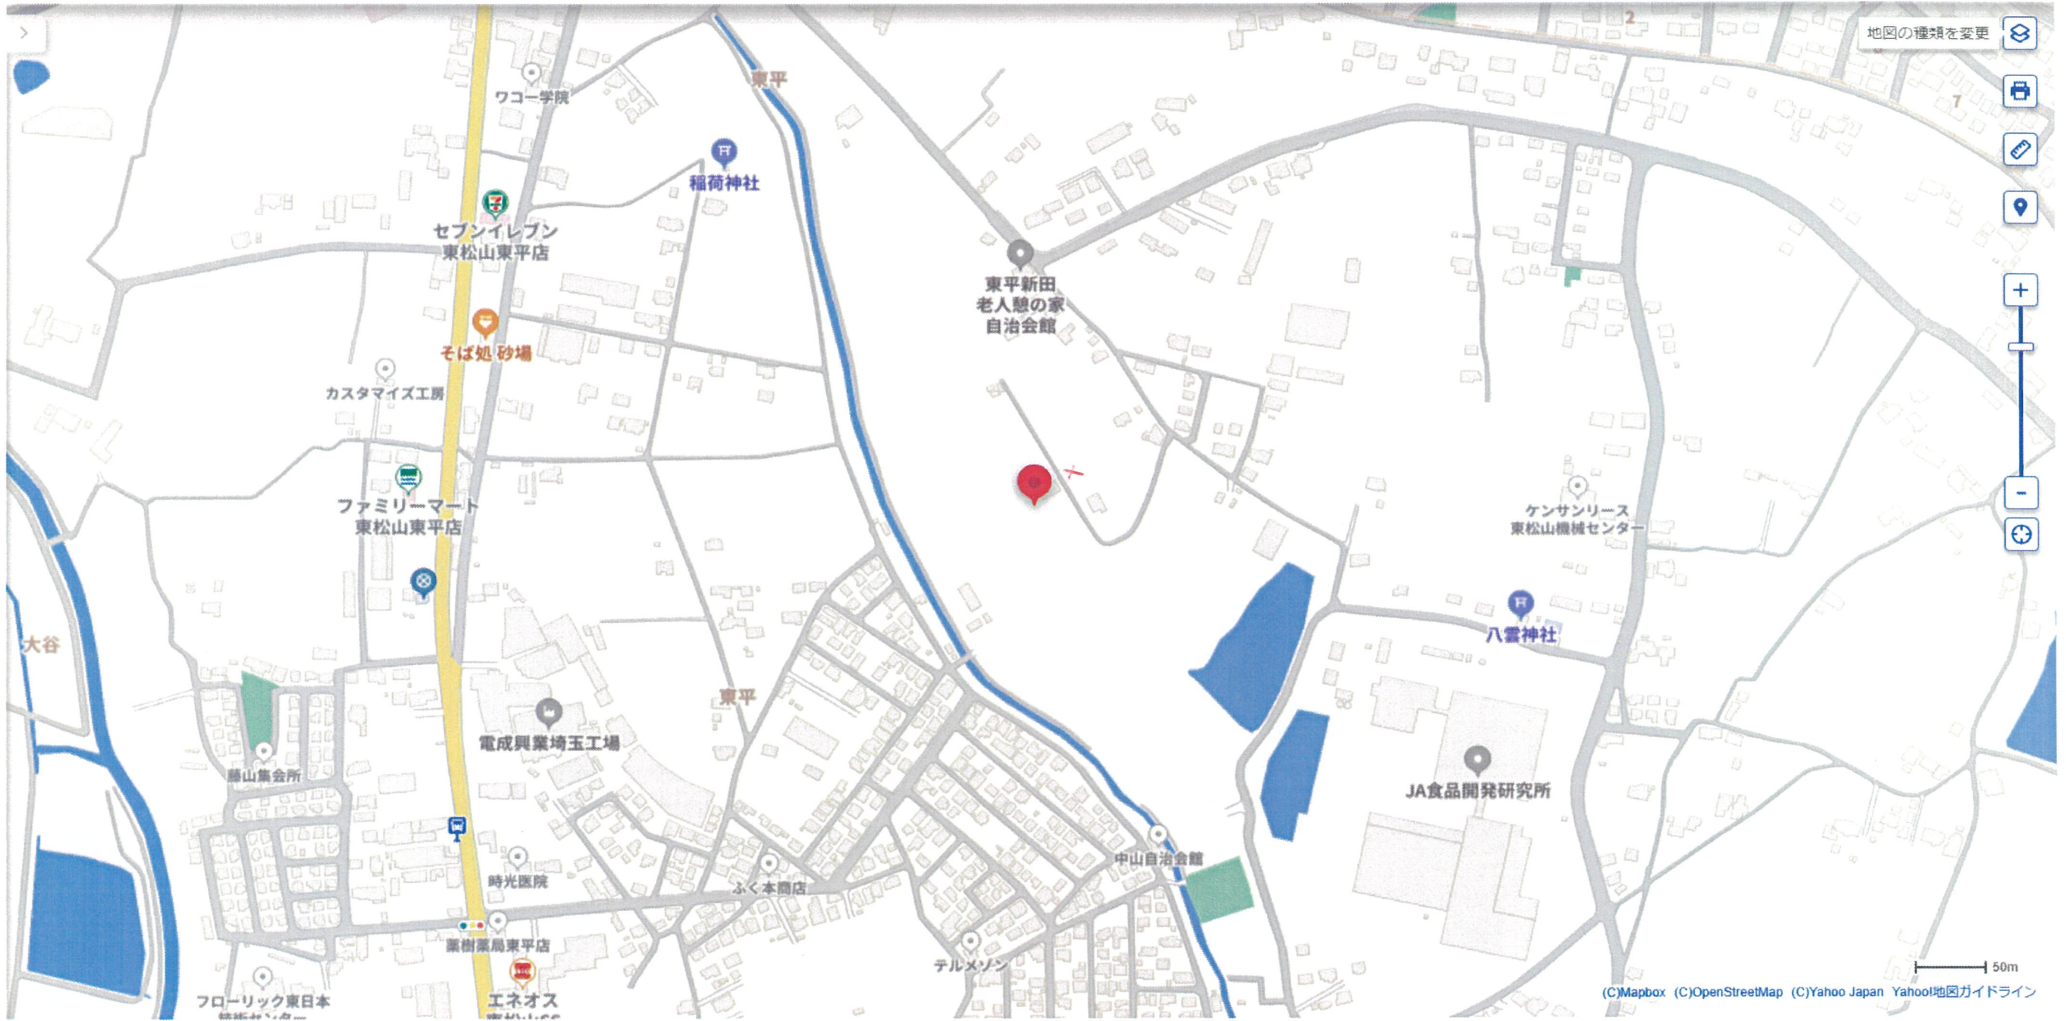 2
地図の種類を変更
東平
ワコー学院
7
稲荷神社
セブンイレブン
東松山東平店
東平新田
老人憩の家
自治会館
そば処 砂場
カスタマイズ工房
ファミリーマート
東松山東平店
ケンサンリース
東松山機械センター
八雲神社
大谷
東平
電成興業埼玉工場
藤山集会所
JA食品開発研究所
中山自治会館
時光医院
ふく本商店
薬樹薬局東平店
テルメゾン
50m
フローリック東日本
技術センター
エネオス
(C)Mapbox (C)OpenStreetMap (C)Yahoo Japan Yahoo!地図ガイドライン